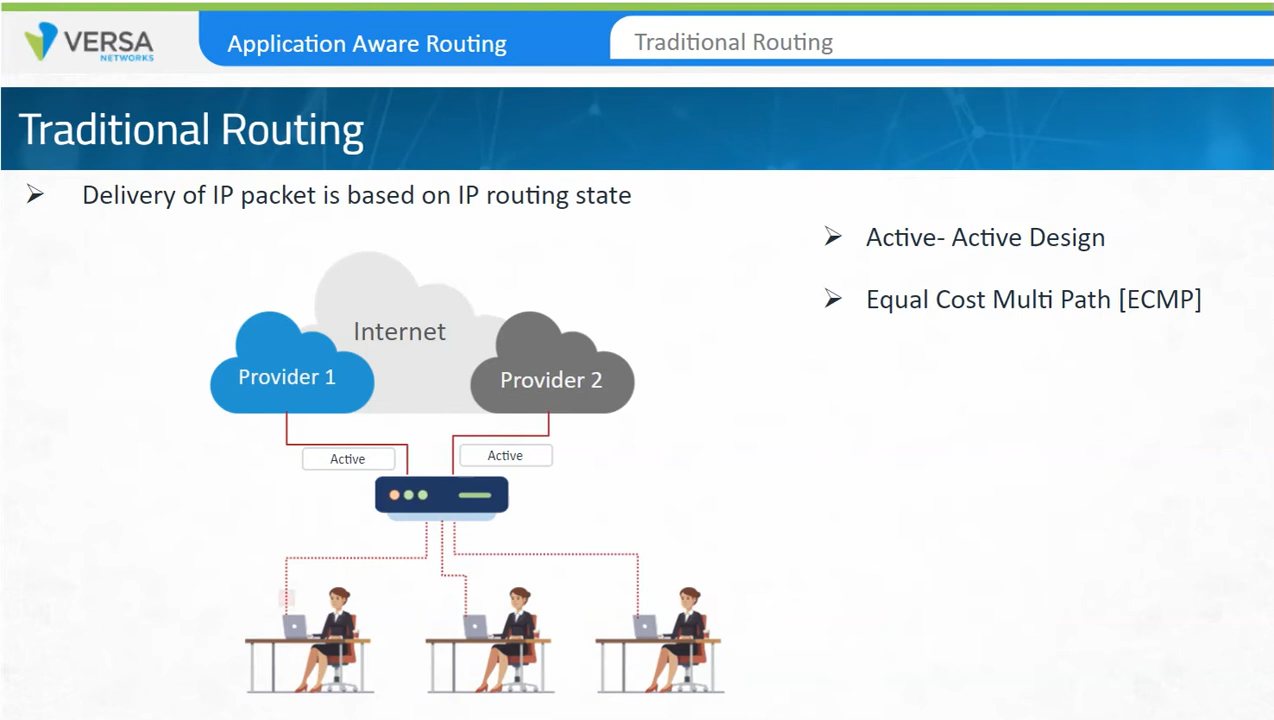 VERSA
NETWORKS
Application Aware Routing
Traditional Routing
Traditional Routing
Delivery of IP packet is based on IP routing state
Active- Active Design
Equal Cost Multi Path [ECMP]
Internet
Provider 1
Provider 2
Active
Active